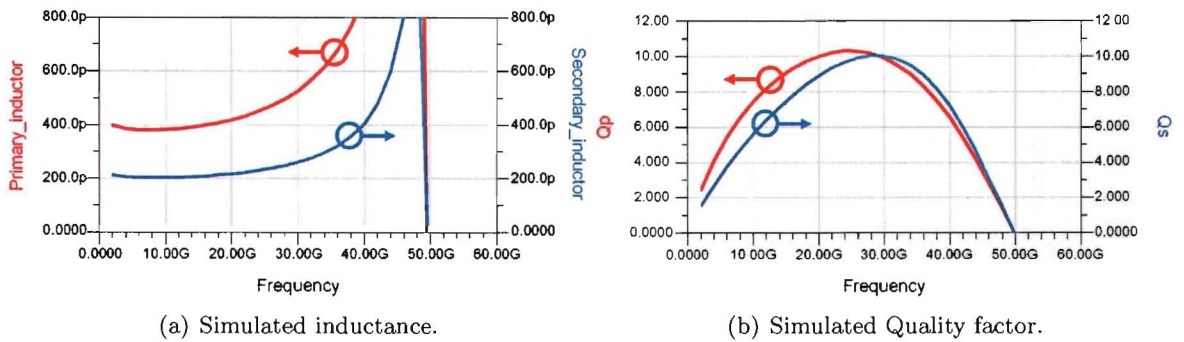 800.0p
600.0p
400.0p
200.0p
0.0000
Primary_inductor
800.0p
600.0p
400.0p
200.0p
0.0000
Secondary_inductor
0.0000 10.00G 20.00G 30.00G 40.00G 50.00G 60.00G
Frequency
(a) Simulated inductance.
12.00
10.00
8.000
6.000
4.000
2.000
0.0000
Qp
12.00
10.00
8.000
6.000
4.000
2.000
0.0000
Qs
0.0000 10.00G 20.00G 30.00G 40.00G 50.00G 60.00G
Frequency
(b) Simulated Quality factor.